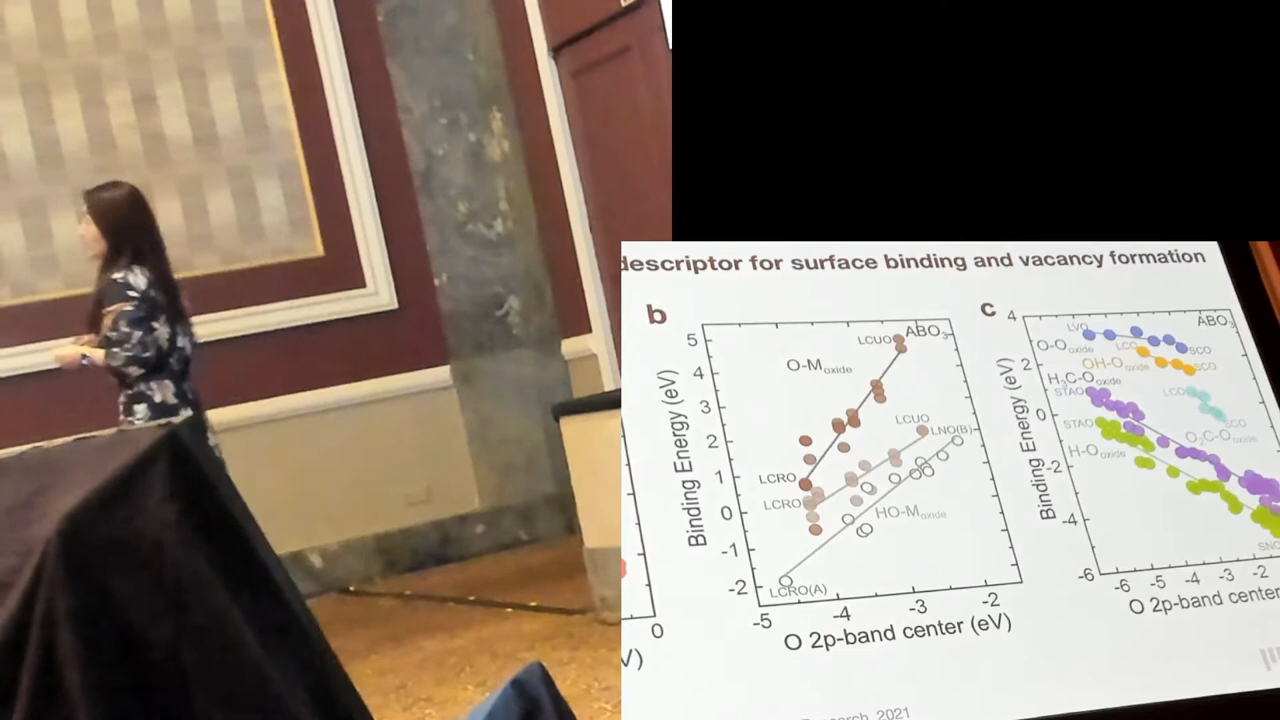 descriptor for surface binding and vacancy formation
b
5
4
3
2
1
0
-1
-2
Binding Energy (eV)
-5
-4
-3
-2
O 2p-band center (eV)
LCUO
ABO3
O-Moxide
LCUO
LNO(B)
LCRO
LCRO
HO-Moxide
LCRO(A)
0
V)
c
4
2
0
-2
-4
-6
Binding Energy (eV)
-6
-5
-4
-3
-2
O 2p-band center
ABO3
LVO
O-Ooxide
LCO
SCO
OH-Ooxide
SCO
H3C-Ooxide
STAO
LCO
SCO
STAO
O2C-Ooxide
H-Ooxide
2021